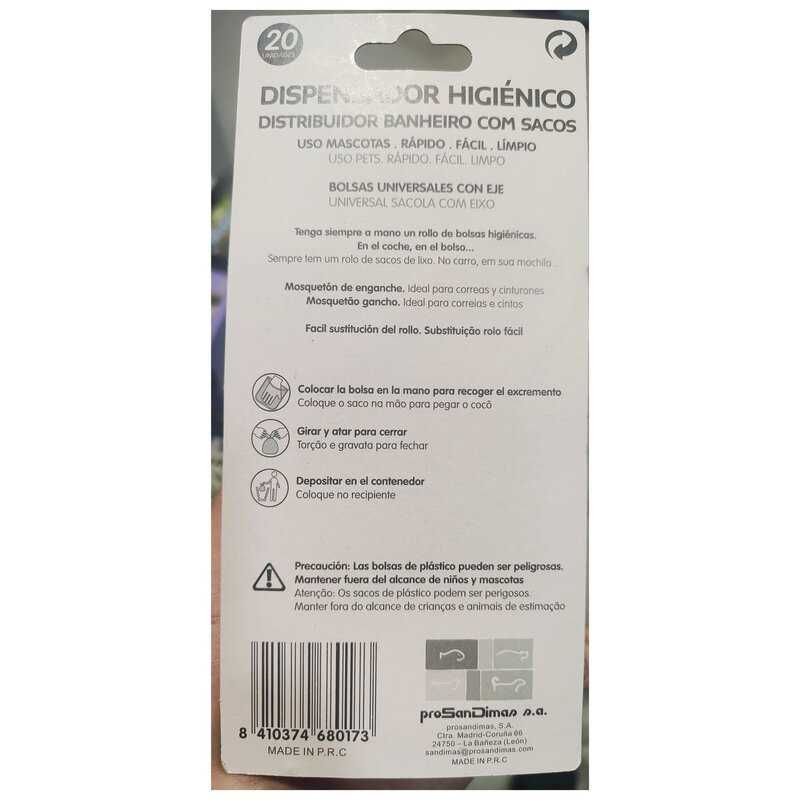 20
UNIDADES
DISPENSADOR HIGIÉNICO
DISTRIBUIDOR BANHEIRO COM SACOS
USO MASCOTAS . RÁPIDO . FÁCIL . LÍMPIO
USO PETS. RÁPIDO. FÁCIL. LIMPO
BOLSAS UNIVERSALES CON EJE
UNIVERSAL SACOLA COM EIXO
Tenga siempre a mano un rollo de bolsas higiénicas.
En el coche, en el bolso...
Sempre tem um rolo de sacos de lixo. No carro, em sua mochila...
Mosquetón de enganche. Ideal para correas y cinturones
Mosquetão gancho. Ideal para correias e cintos
Facil sustitución del rollo. Substituição rolo fácil
Colocar la bolsa en la mano para recoger el excremento
Coloque o saco na mão para pegar o cocô
Girar y atar para cerrar
Torção e gravata para fechar
Depositar en el contenedor
Coloque no recipiente
Precaución: Las bolsas de plástico pueden ser peligrosas.
Mantener fuera del alcance de niños y mascotas
Atenção: Os sacos de plástico podem ser perigosos.
Manter fora do alcance de crianças e animais de estimação
8 410374 680173
MADE IN P.R.C
proSanDimas s.a.
prosandimas, S.A.
Ctra. Madrid-Coruña 66
24750 – La Bañeza (León)
sandimas@prosandimas.com
MADE IN P.R.C